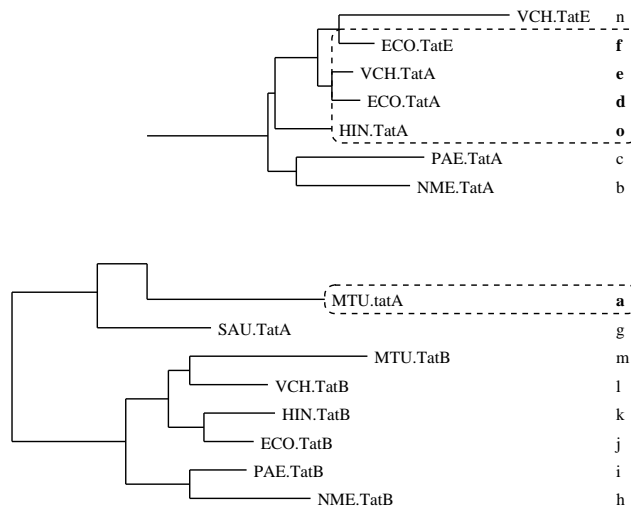 VCH.TatE n
ECO.TatE f
VCH.TatA e
ECO.TatA d
HIN.TatA o
PAE.TatA c
NME.TatA b
MTU.tatA a
SAU.TatA g
MTU.TatB m
VCH.TatB l
HIN.TatB k
ECO.TatB j
PAE.TatB i
NME.TatB h